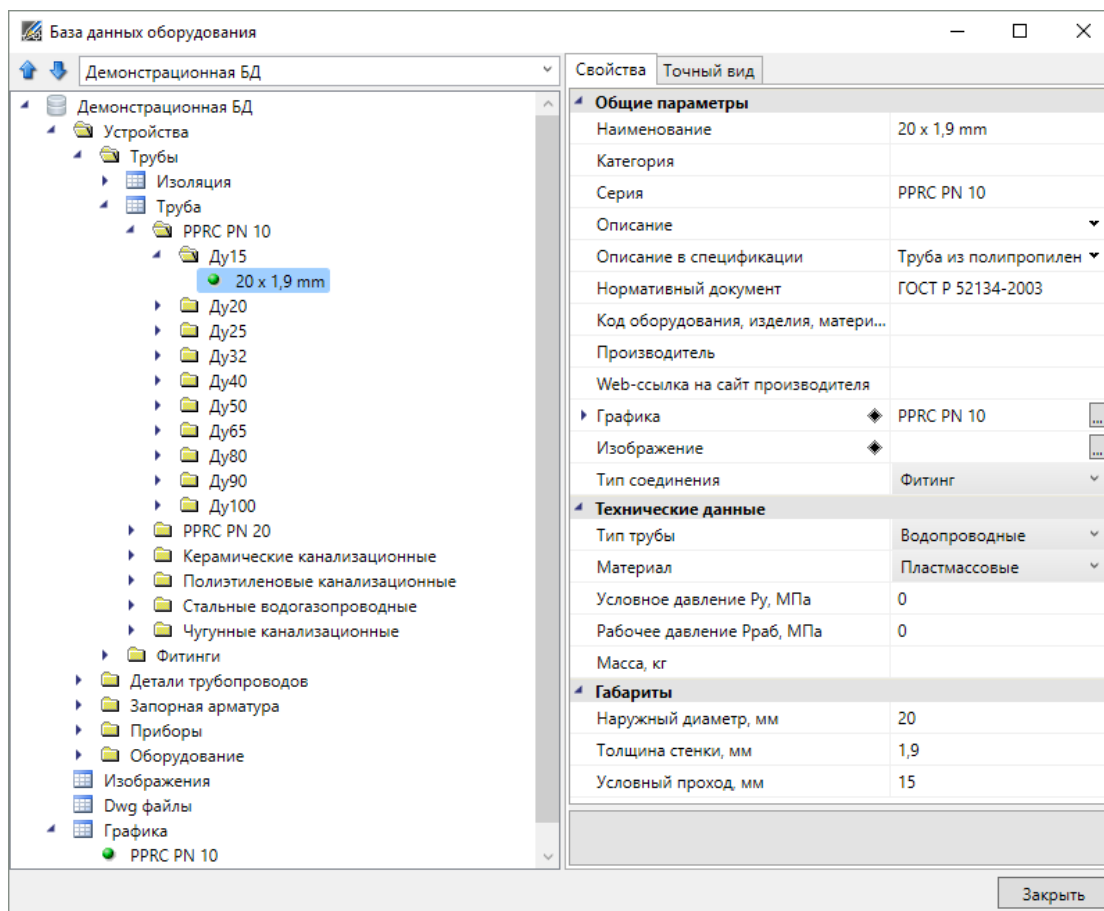 База данных оборудования
Демонстрационная БД
Демонстрационная БД
Устройства
Трубы
Изоляция
Труба
PPRC PN 10
Ду15
20 x 1,9 mm
Ду20
Ду25
Ду32
Ду40
Ду50
Ду65
Ду80
Ду90
Ду100
PPRC PN 20
Керамические канализационные
Полиэтиленовые канализационные
Стальные водогазопроводные
Чугунные канализационные
Фитинги
Детали трубопроводов
Запорная арматура
Приборы
Оборудование
Изображения
Dwg файлы
Графика
PPRC PN 10
Свойства Точный вид
Общие параметры
Наименование 20 x 1,9 mm
Категория
Серия PPRC PN 10
Описание
Описание в спецификации Труба из полипропилен
Нормативный документ ГОСТ Р 52134-2003
Код оборудования, изделия, матери...
Производитель
Web-ссылка на сайт производителя
Графика PPRC PN 10 ...
Изображение ...
Тип соединения Фитинг
Технические данные
Тип трубы Водопроводные
Материал Пластмассовые
Условное давление Ру, МПа 0
Рабочее давление Рраб, МПа 0
Масса, кг
Габариты
Наружный диаметр, мм 20
Толщина стенки, мм 1,9
Условный проход, мм 15
Закрыть